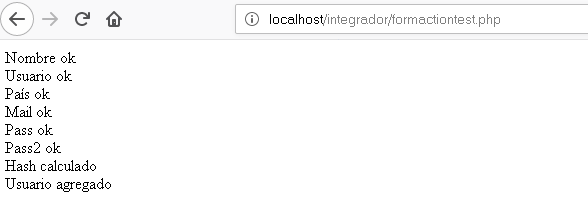 localhost/integrador/formactiontest.php
Nombre ok
Usuario ok
País ok
Mail ok
Pass ok
Pass2 ok
Hash calculado
Usuario agregado